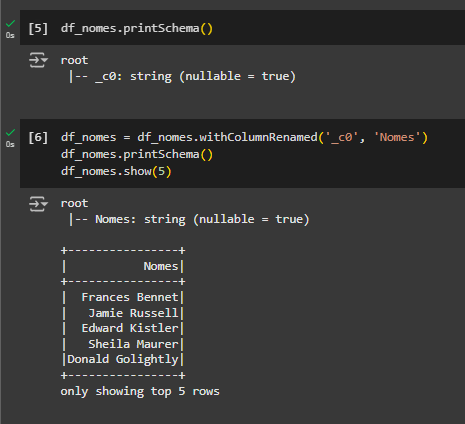 [5] df_nomes.printSchema()
0s
root
 |-- _c0: string (nullable = true)
[6] df_nomes = df_nomes.withColumnRenamed('_c0', 'Nomes')
0s
df_nomes.printSchema()
df_nomes.show(5)
root
 |-- Nomes: string (nullable = true)
+----------------+
|           Nomes|
+----------------+
|  Frances Bennet|
|   Jamie Russell|
|  Edward Kistler|
|   Sheila Maurer|
|Donald Golightly|
+----------------+
only showing top 5 rows